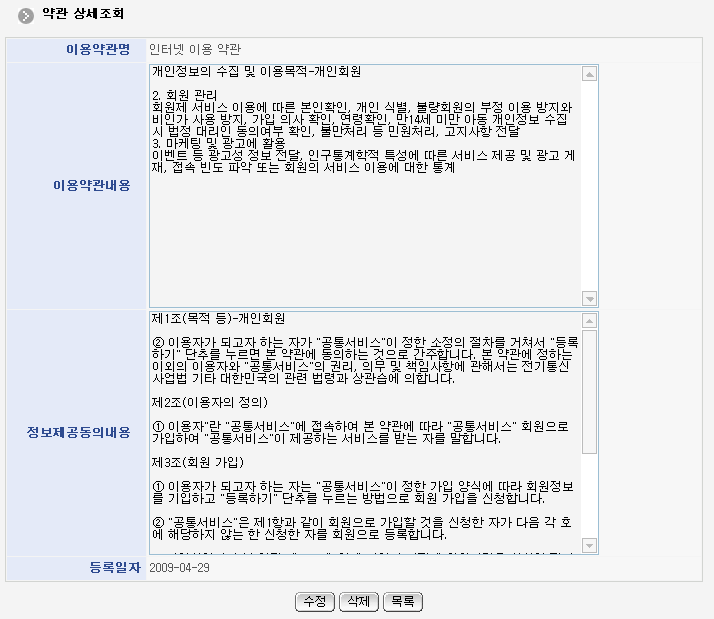 약관 상세조회
이용약관명 인터넷 이용 약관
이용약관내용
개인정보의 수집 및 이용목적-개인회원
2. 회원 관리
회원제 서비스 이용에 따른 본인확인, 개인 식별, 불량회원의 부정 이용 방지와
비인가 사용 방지, 가입 의사 확인, 연령확인, 만14세 미만 아동 개인정보 수집
시 법정 대리인 동의여부 확인, 불만처리 등 민원처리, 고지사항 전달
3. 마케팅 및 광고에 활용
이벤트 등 광고성 정보 전달, 인구통계학적 특성에 따른 서비스 제공 및 광고 게
재, 접속 빈도 파악 또는 회원의 서비스 이용에 대한 통계
정보제공동의내용
제1조(목적 등)-개인회원
② 이용자가 되고자 하는 자가 "공통서비스"이 정한 소정의 절차를 거쳐서 "등록
하기" 단추를 누르면 본 약관에 동의하는 것으로 간주합니다. 본 약관에 정하는
이외의 이용자와 "공통서비스"의 권리, 의무 및 책임사항에 관해서는 전기통신
사업법 기타 대한민국의 관련 법령과 상관습에 의합니다.
제2조(이용자의 정의)
① 이용자"란 "공통서비스"에 접속하여 본 약관에 따라 "공통서비스" 회원으로
가입하여 "공통서비스"이 제공하는 서비스를 받는 자를 말합니다.
제3조(회원 가입)
① 이용자가 되고자 하는 자는 "공통서비스"이 정한 가입 양식에 따라 회원정보
를 기입하고 "등록하기" 단추를 누르는 방법으로 회원 가입을 신청합니다.
② "공통서비스"은 제1항과 같이 회원으로 가입할 것을 신청한 자가 다음 각 호
에 해당하지 않는 한 신청한 자를 회원으로 등록합니다.
등록일자 2009-04-29
수정 삭제 목록